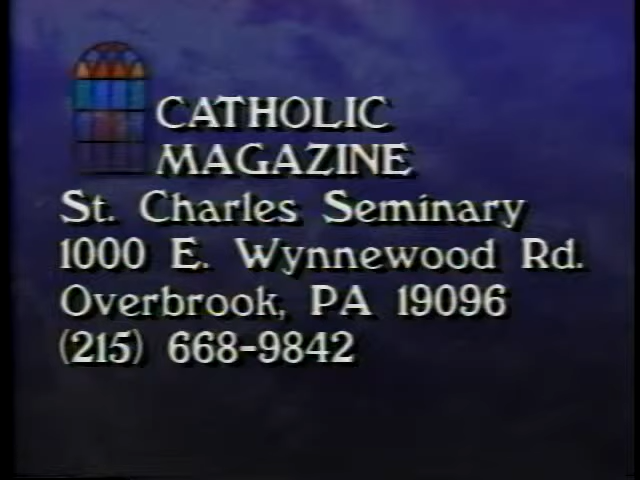 CATHOLIC
MAGAZINE
St. Charles Seminary
1000 E. Wynnewood Rd.
Overbrook, PA 19096
(215) 668-9842